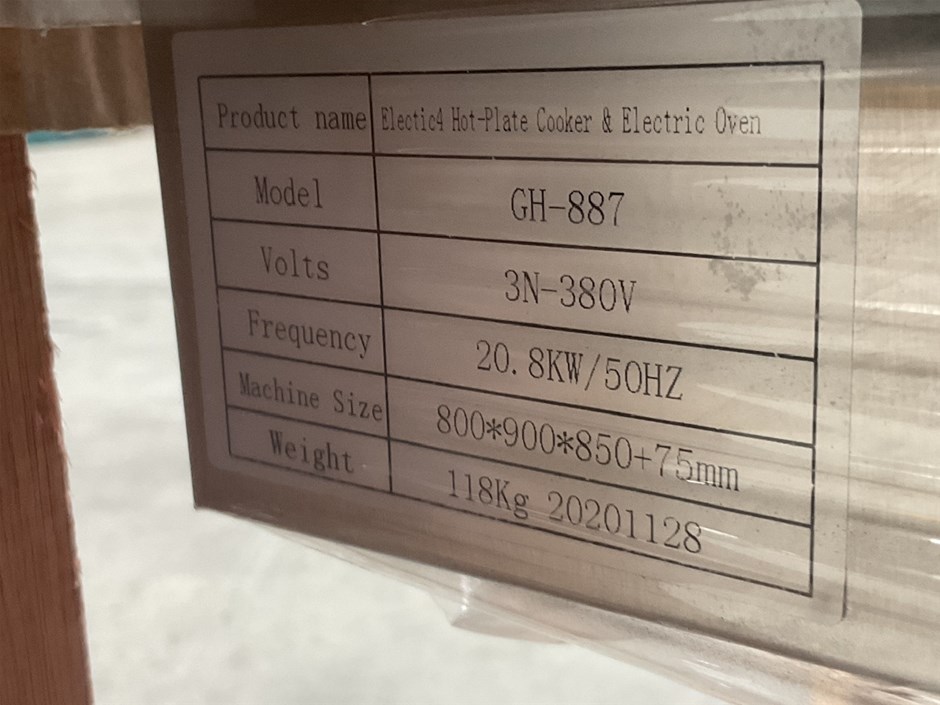 Product name Electic4 Hot-Plate Cooker & Electric Oven
Model GH-887
Volts 3N-380V
Frequency 20.8KW/50HZ
Machine Size 800*900*850+75mm
Weight 118Kg 20201128